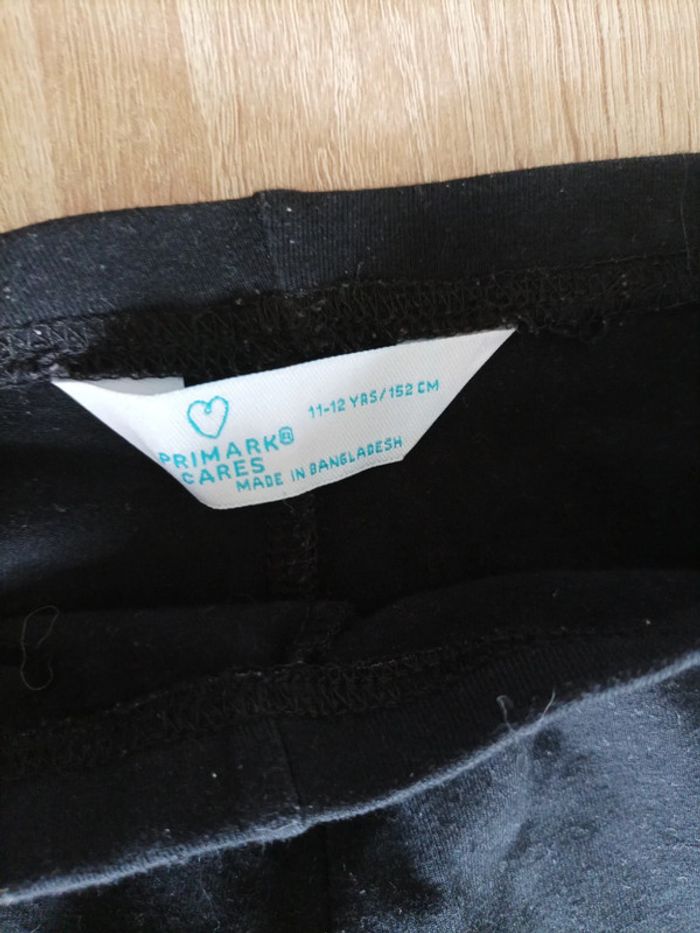 PRIMARK®
CARES
11-12 YRS/152 CM
MADE IN BANGLADESH